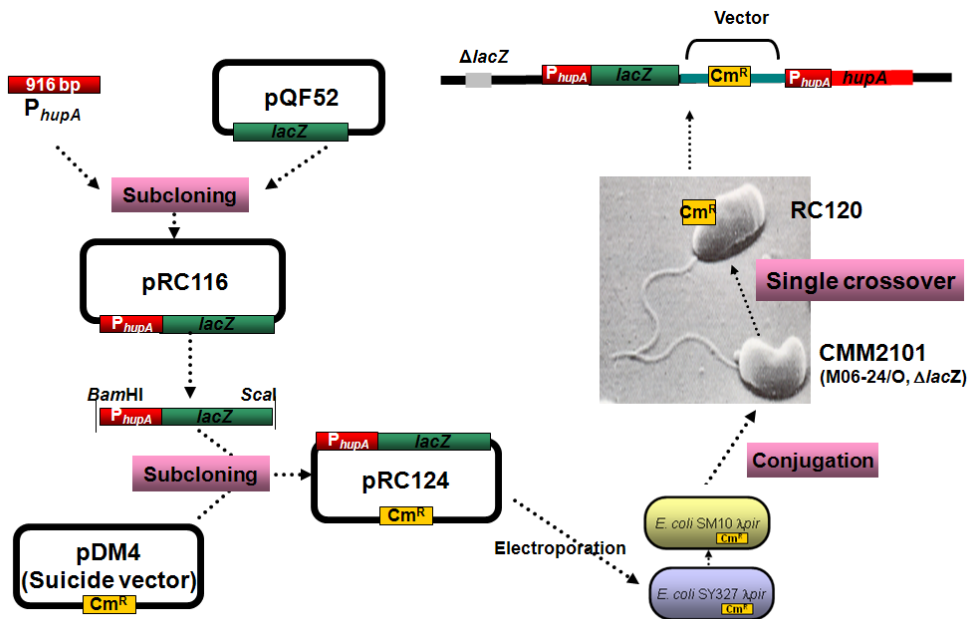 916 bp
PhupA
pQF52
lacZ
Subcloning
pRC116
PhupA lacZ
BamHI ScaI
PhupA lacZ
Subcloning
pDM4
(Suicide vector)
CmR
PhupA lacZ
pRC124
CmR
Electroporation
E. coli SY327 λpir
CmR
E. coli SM10 λpir
CmR
Conjugation
CMM2101
(M06-24/O, ΔlacZ)
Single crossover
CmR
RC120
Vector
ΔlacZ
PhupA lacZ CmR PhupA hupA